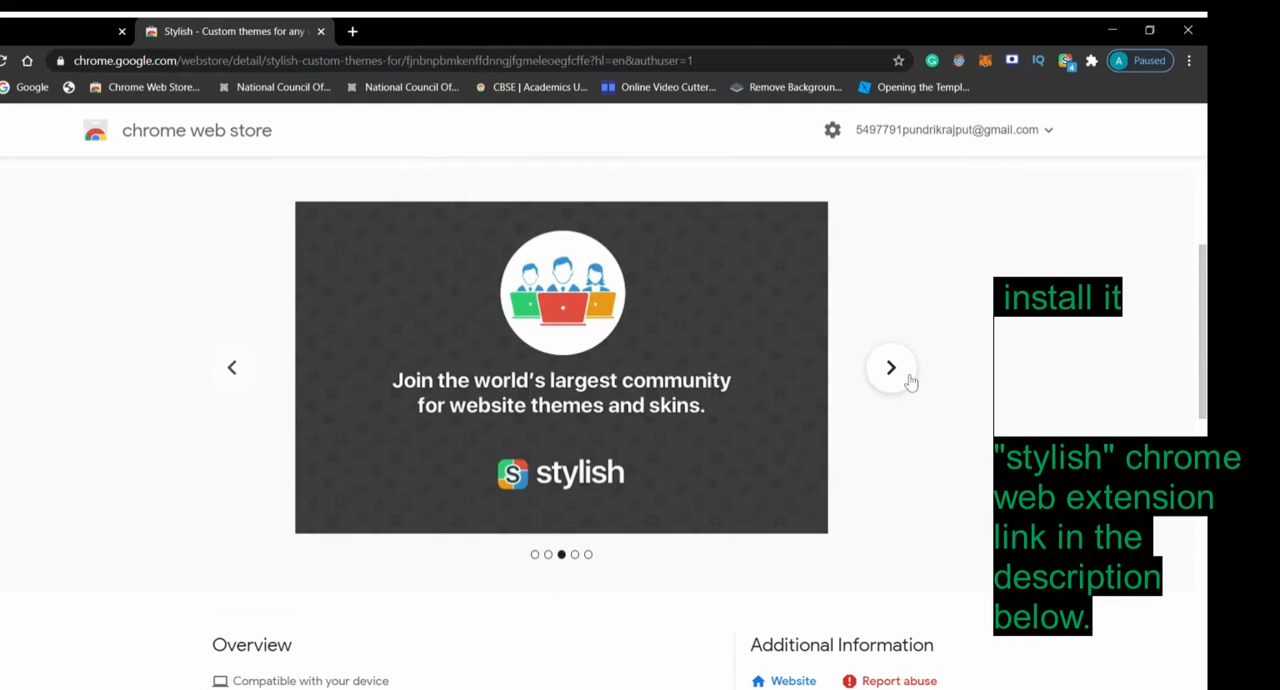 Stylish - Custom themes for any
chrome.google.com/webstore/detail/stylish-custom-themes-for/fjnbnpbmkenffdnngjfgmeleoegfcffe?hl=en&authuser=1
IQ
4
A Paused
Google
Chrome Web Store...
National Council Of...
National Council Of...
CBSE | Academics U...
Online Video Cutter...
Remove Backgroun...
Opening the Templ...
chrome web store
5497791pundrikrajput@gmail.com
Join the world's largest community
for website themes and skins.
S stylish
install it
"stylish" chrome
web extension
link in the
description
below.
Overview
Additional Information
Compatible with your device
Website
Report abuse